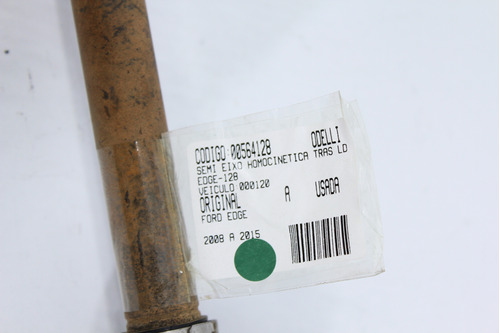 CODIGO:00564128 ODELLI
SEMI EIXO HOMOCINETICA TRAS LD
EDGE-128
VEICULO 000120
ORIGINAL A USADA
FORD EDGE
2008 A 2015